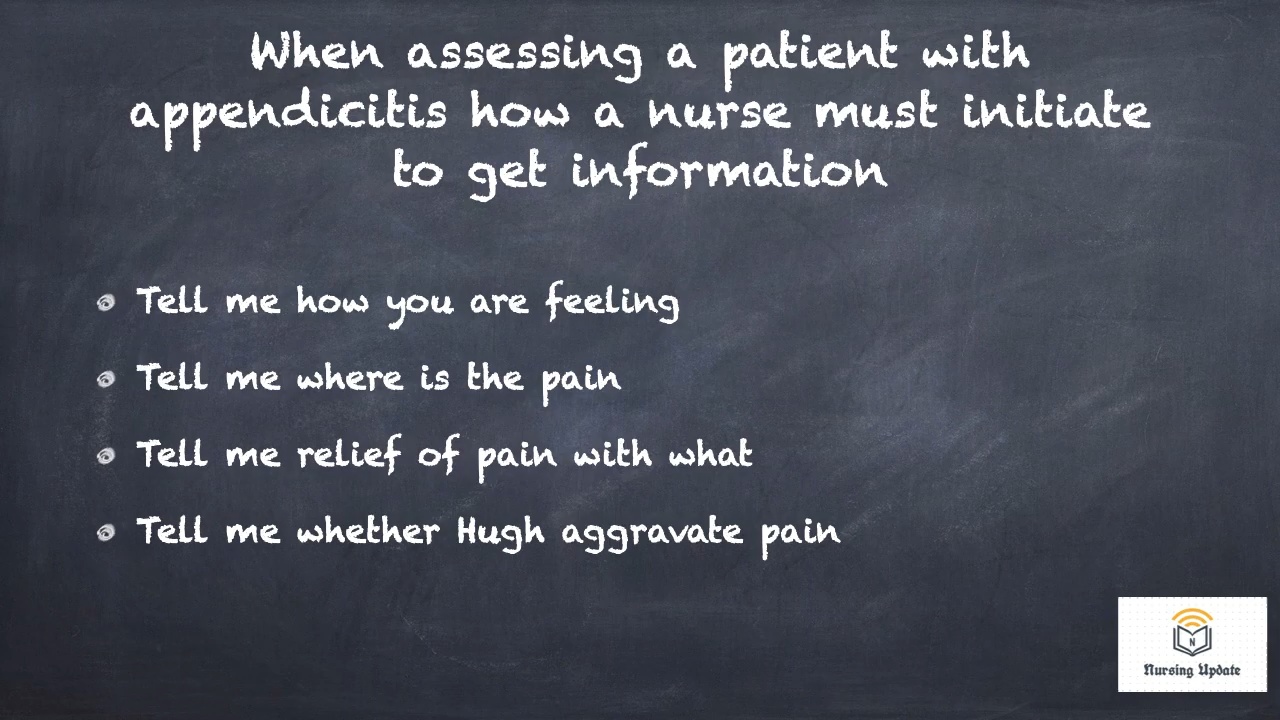 When assessing a patient with
appendicitis how a nurse must initiate
to get information
Tell me how you are feeling
Tell me where is the pain
Tell me relief of pain with what
Tell me whether Hugh aggravate pain
N
Nursing Update